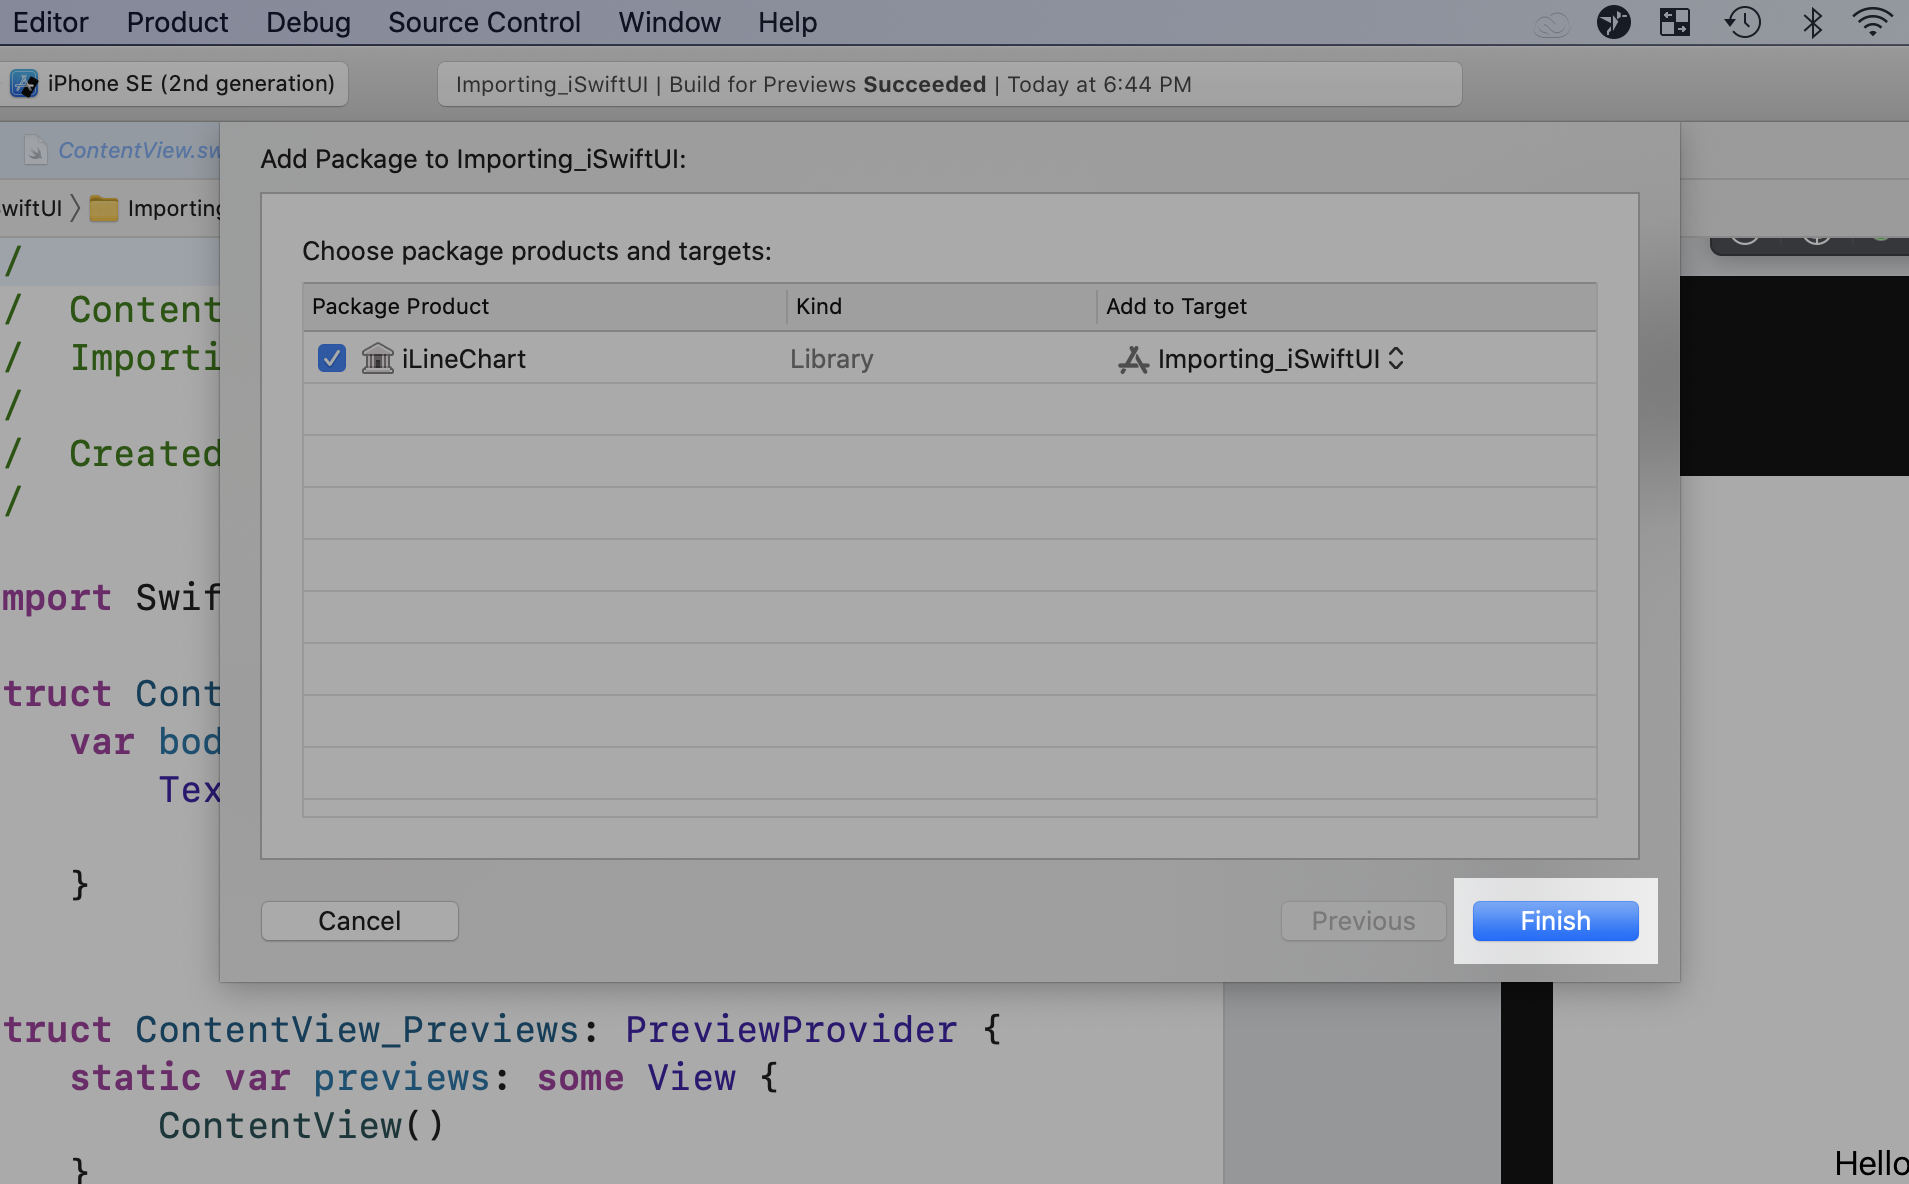 Editor Product Debug Source Control Window Help
iPhone SE (2nd generation)
Importing_iSwiftUI | Build for Previews Succeeded | Today at 6:44 PM
ContentView.sw
wiftUI Importing
Add Package to Importing_iSwiftUI:
Choose package products and targets:
Package Product Kind Add to Target
iLineChart Library Importing_iSwiftUI
Cancel Previous Finish
/
/ Content
/ Importi
/
/ Created
/
mport Swif
truct Cont
var bod
Tex
}
truct ContentView_Previews: PreviewProvider {
static var previews: some View {
ContentView()
}
Hello